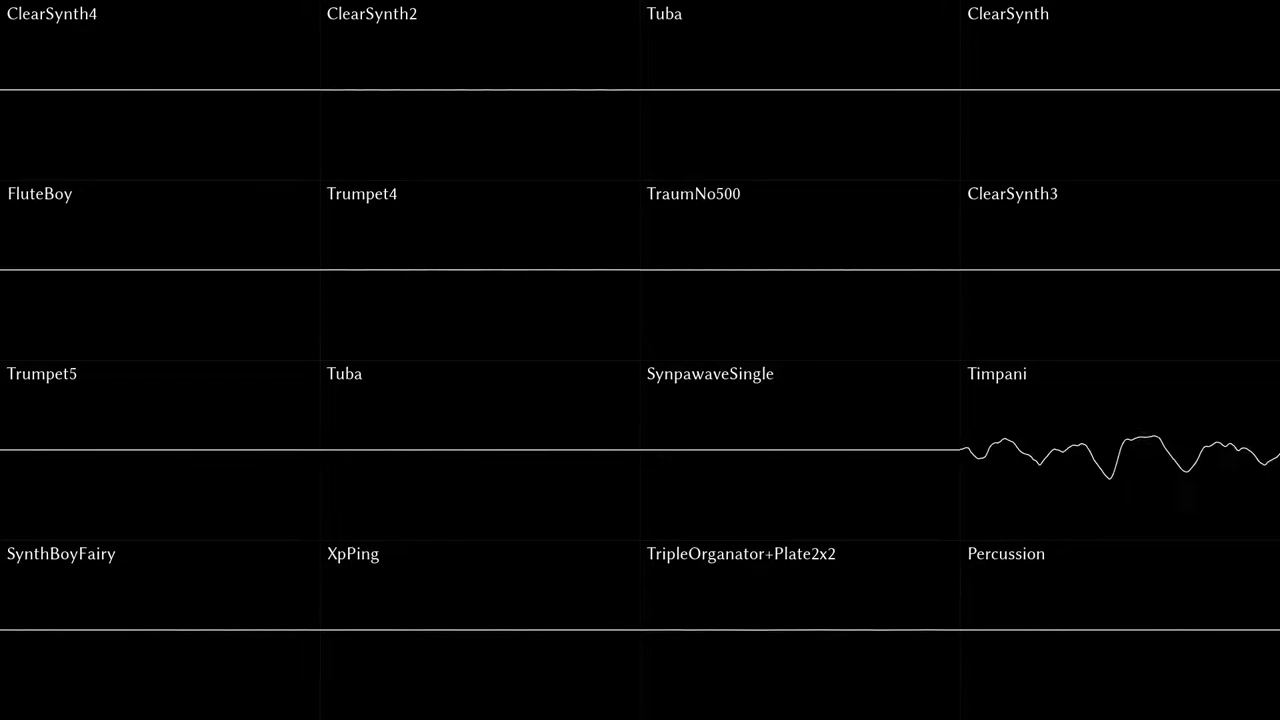 ClearSynth4
ClearSynth2
Tuba
ClearSynth
FluteBoy
Trumpet4
TraumNo500
ClearSynth3
Trumpet5
Tuba
SynpawaveSingle
Timpani
SynthBoyFairy
XpPing
TripleOrganator+Plate2x2
Percussion